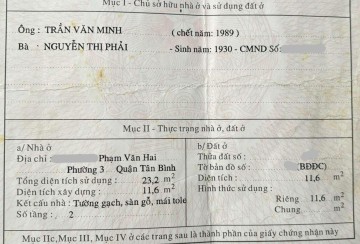 Mục I - Chủ sở hữu nhà ở và sử dụng đất ở
Ông : TRẦN VĂN MINH ( chết năm: 1989 )
Bà : NGUYỄN THỊ PHẢI - Sinh năm: 1930 - CMND Số:
Mục II - Thực trạng nhà ở, đất ở
a/ Nhà ở
Địa chỉ : Phạm Văn Hai
Phường 3 Quận Tân Bình
Tổng diện tích sử dụng : 23,2 m2
Diện tích xây dựng : 11,6 m2
Kết cấu nhà : Tường gạch, sàn gỗ, mái tole
Số tầng : 2
b/ Đất ở
Thửa đất số:
Tờ bản đồ số: (BĐĐC)
Diện tích : 11,6 m2
Hình thức sử dụng :
Riêng 11,6 m2
Chung m2
Mục IIc, Mục III, Mục IV ở các trang sau là thành phần của giấy chứng nhận này